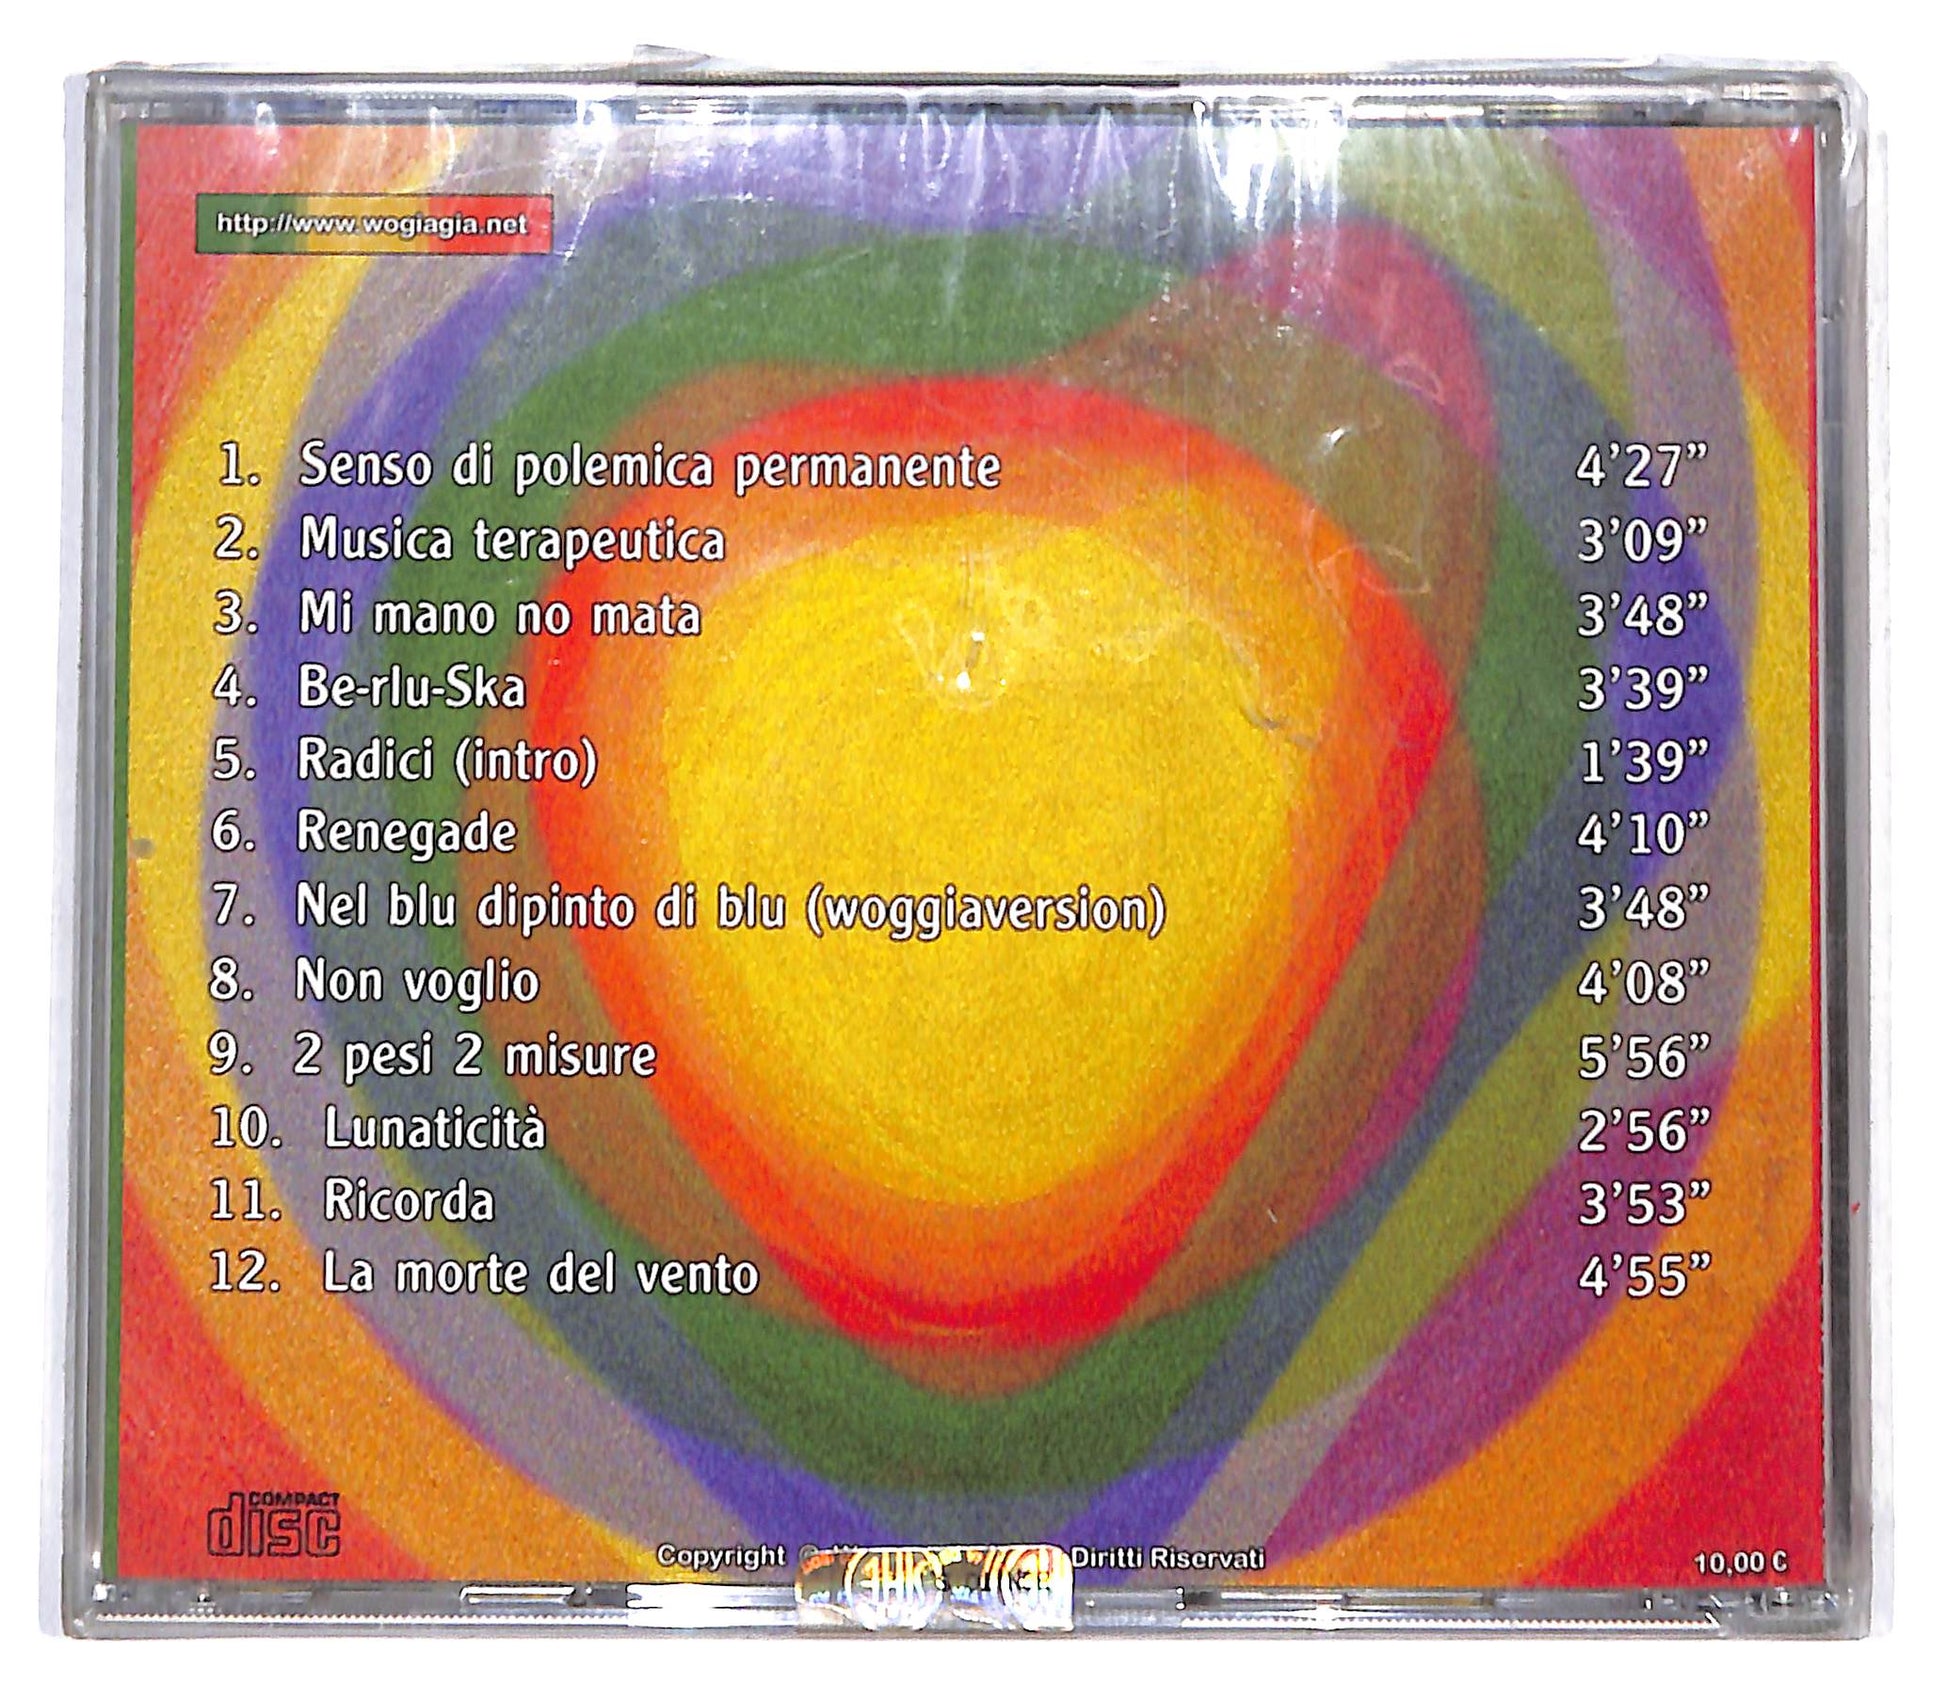 http://www.wogiagia.net
1. Senso di polemica permanente 4’27”
2. Musica terapeutica 3’09”
3. Mi mano no mata 3’48”
4. Be-rlu-Ska 3’39”
5. Radici (intro) 1’39”
6. Renegade 4’10”
7. Nel blu dipinto di blu (woggiaversion) 3’48”
8. Non voglio 4’08”
9. 2 pesi 2 misure 5’56”
10. Lunaticità 2’56”
11. Ricorda 3’53”
12. La morte del vento 4’55”
COMPACT
disc
Copyright © Diritti Riservati
10,00 €